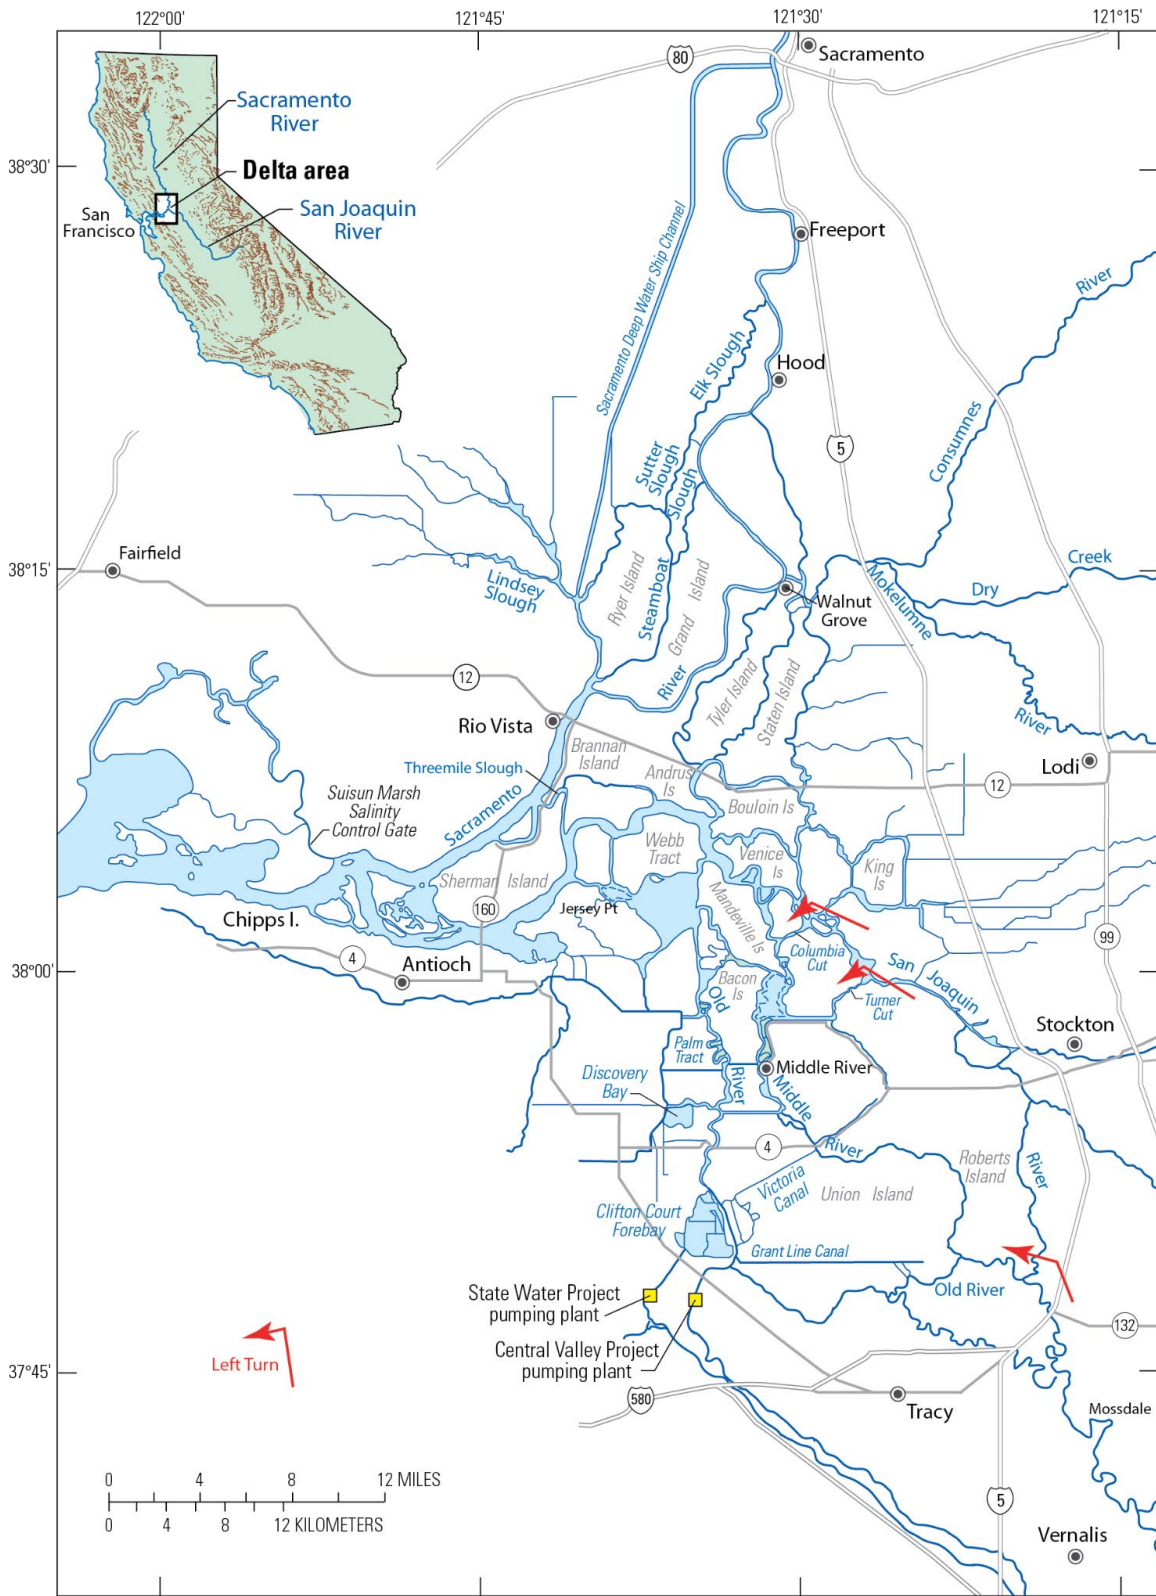 122°00'
121°45'
121°30'
121°15'
Sacramento
80
Sacramento
River
Delta area
San
Francisco
San Joaquin
River
38°30'
Freeport
Sacramento Deep Water Ship Channel
River
Elk Slough
Hood
5
Consumnes
Sutter
Slough
Slough
Fairfield
38°15'
Lindsey
Slough
Ryer Island
Steamboat
Grand Island
Walnut
Grove
Mokelumne
Dry
Creek
12
River
Tyler Island
Staten Island
River
Rio Vista
Brannan
Island
Threemile Slough
Andrus
Is
Lodi
12
Bouloin Is
Suisun Marsh
Salinity
Control Gate
Sacramento
Webb
Tract
Venice
Is
King
Is
Sherman Island
160
Jersey Pt
Mandeville Is
Chipps I.
4
Antioch
Columbia
Cut
99
38°00'
Bacon
Is
Old
San
Joaquin
Turner
Cut
Stockton
Palm
Tract
Middle River
Discovery
Bay
River
Middle
4
River
Roberts
Island
River
Victoria
Canal
Union Island
Clifton Court
Forebay
Grant Line Canal
Old River
State Water Project
pumping plant
132
Central Valley Project
pumping plant
Left Turn
37°45'
580
Tracy
Mossdale
0 4 8 12 MILES
0 4 8 12 KILOMETERS
5
Vernalis